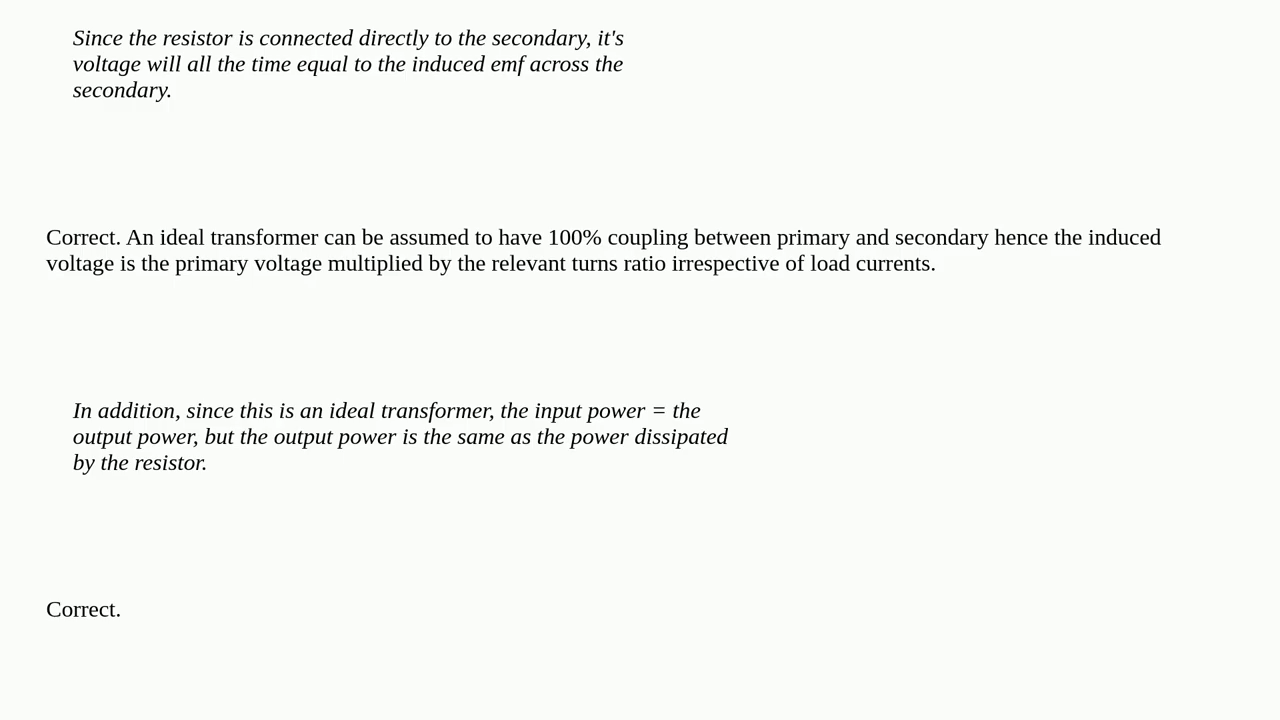 Since the resistor is connected directly to the secondary, it's
voltage will all the time equal to the induced emf across the
secondary.
Correct. An ideal transformer can be assumed to have 100% coupling between primary and secondary hence the induced
voltage is the primary voltage multiplied by the relevant turns ratio irrespective of load currents.
In addition, since this is an ideal transformer, the input power = the
output power, but the output power is the same as the power dissipated
by the resistor.
Correct.